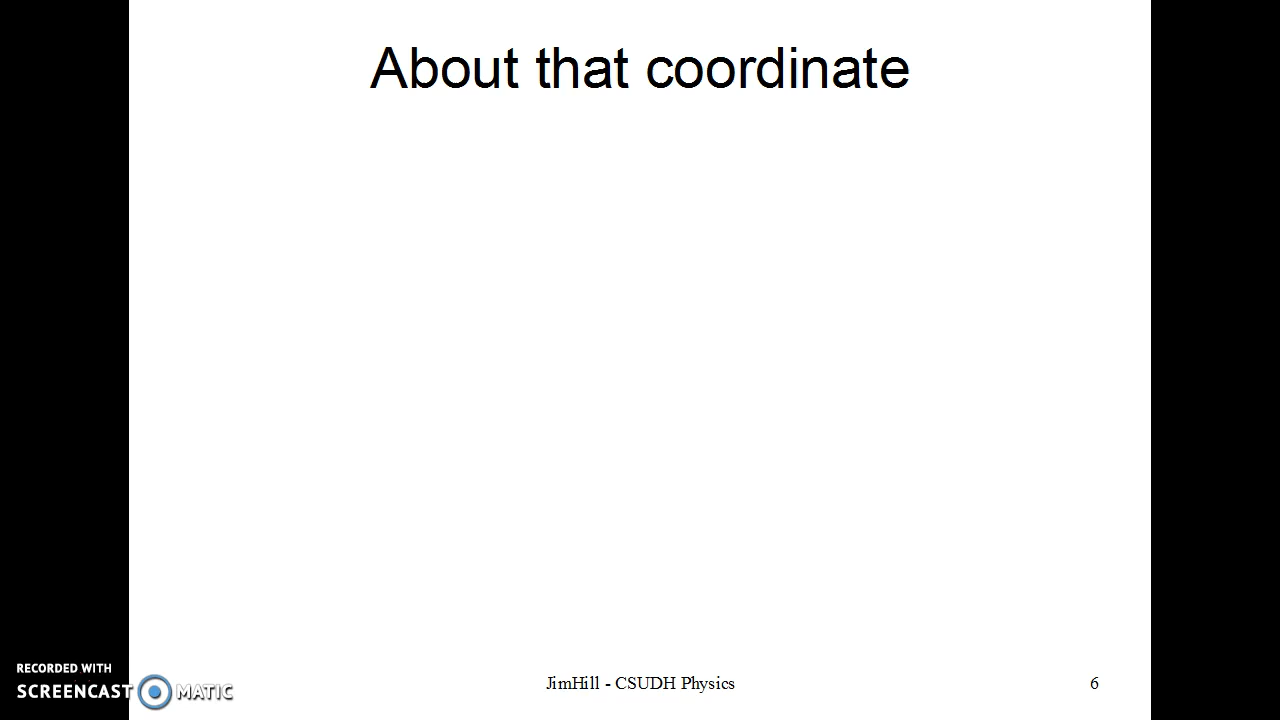 About that coordinate
RECORDED WITH
SCREENCAST MATIC
JimHill - CSUDH Physics
6